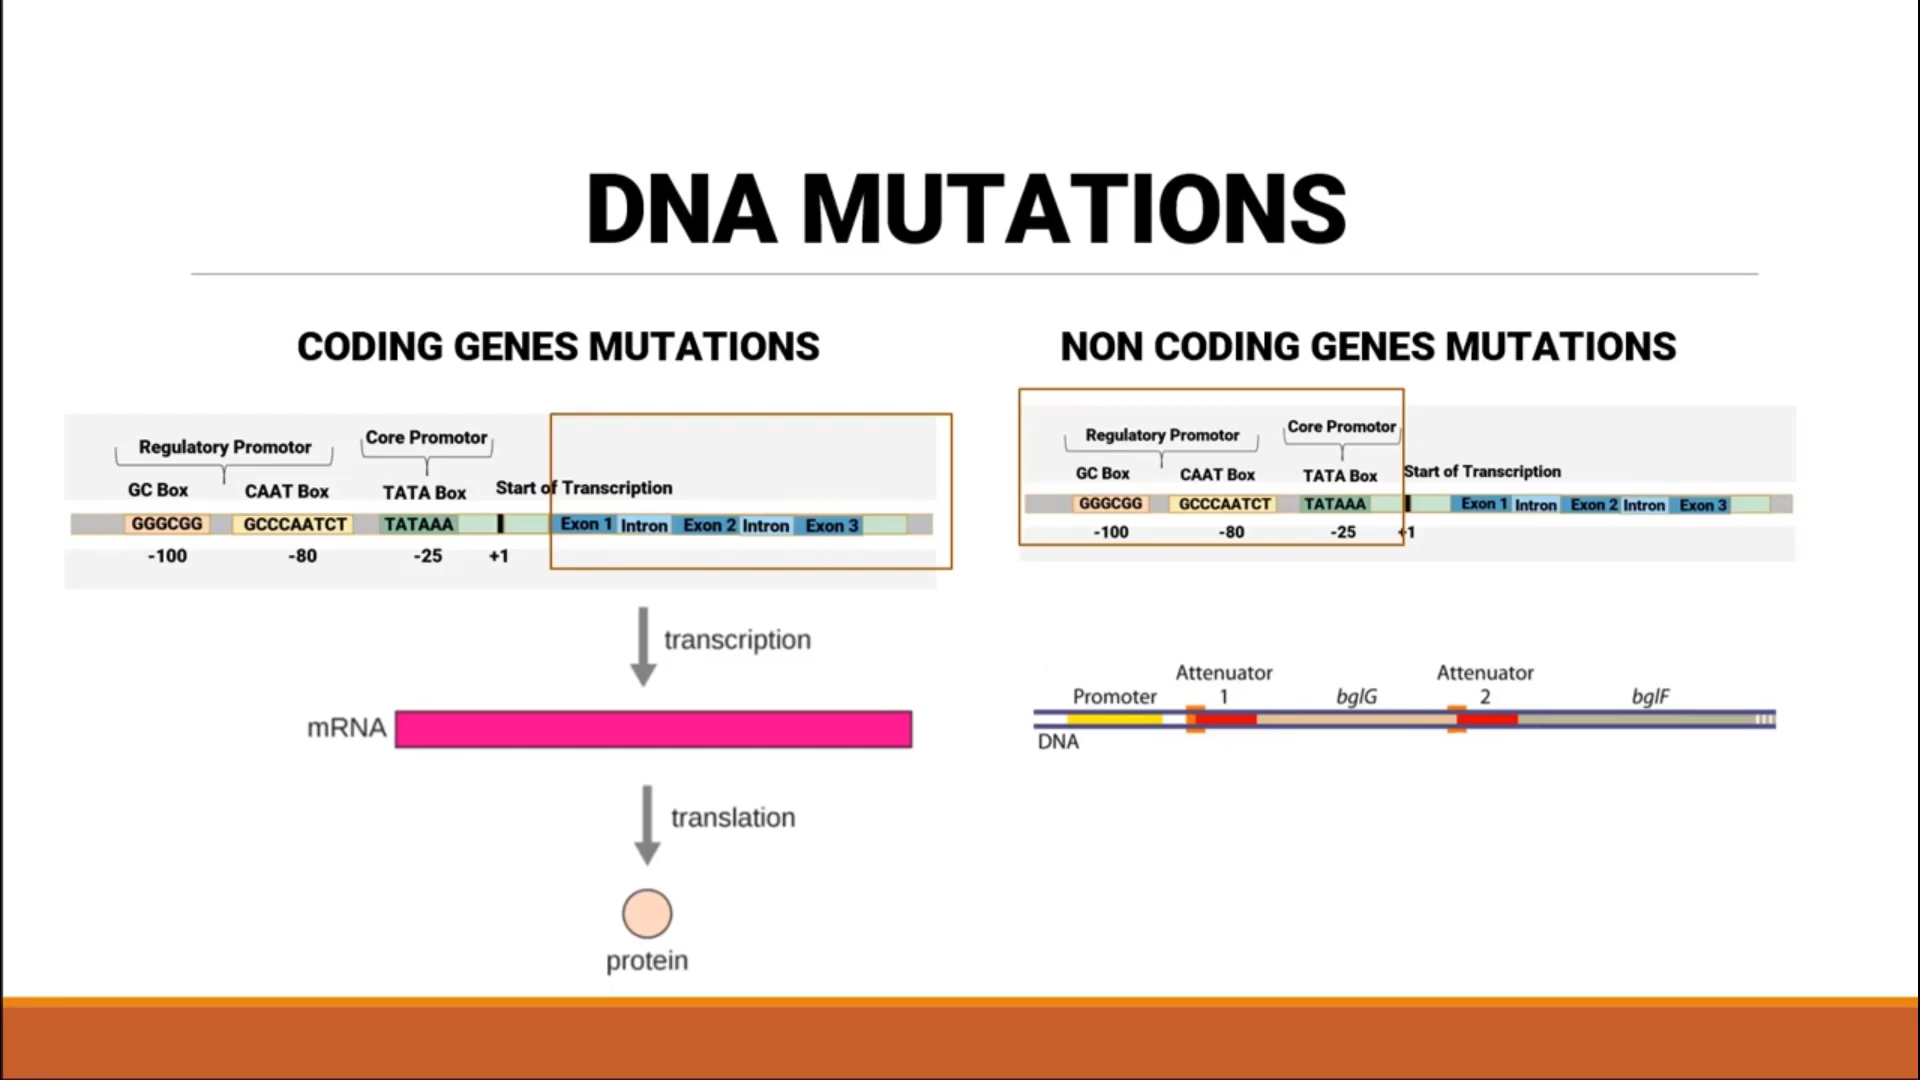 DNA MUTATIONS
CODING GENES MUTATIONS
Regulatory Promotor
Core Promotor
GC Box
CAAT Box
TATA Box
Start of Transcription
GGGCGG
GCCCAATCT
TATAAA
Exon 1
Intron
Exon 2
Intron
Exon 3
-100
-80
-25
+1
transcription
mRNA
translation
protein
NON CODING GENES MUTATIONS
Regulatory Promotor
Core Promotor
GC Box
CAAT Box
TATA Box
Start of Transcription
GGGCGG
GCCCAATCT
TATAAA
Exon 1
Intron
Exon 2
Intron
Exon 3
-100
-80
-25
+1
Promoter
Attenuator
1
bglG
Attenuator
2
bglF
DNA